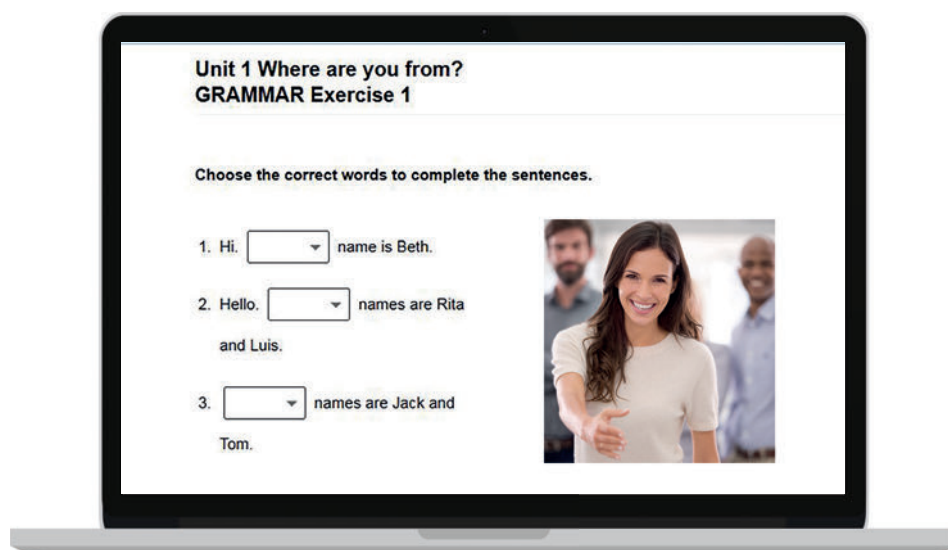 Unit 1 Where are you from?
GRAMMAR Exercise 1
Choose the correct words to complete the sentences.
1. Hi. name is Beth.
2. Hello. names are Rita
and Luis.
3. names are Jack and
Tom.